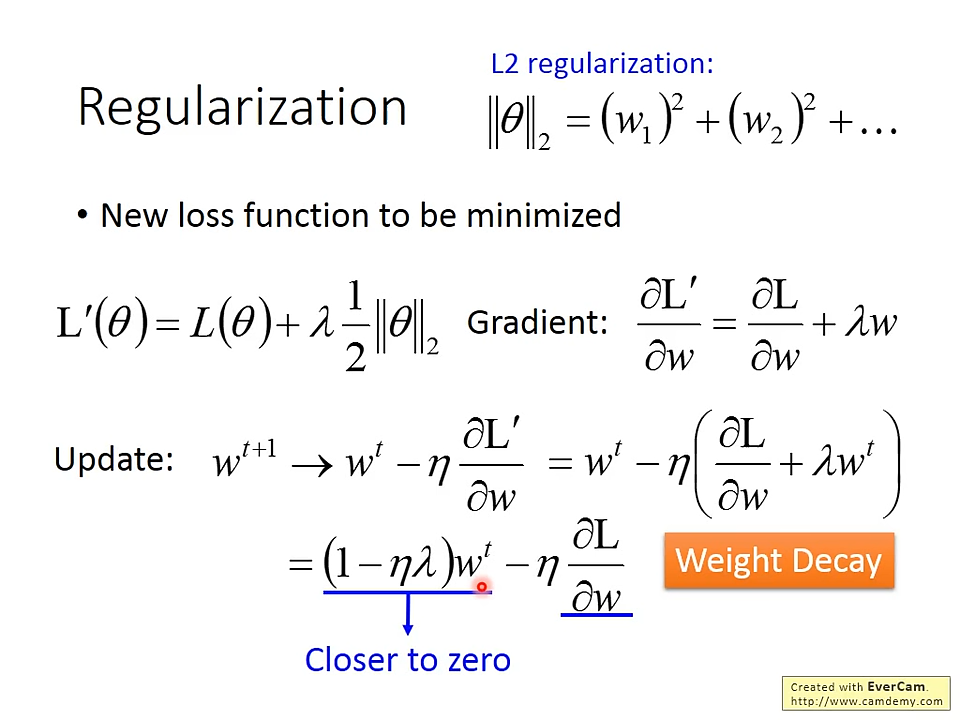 L2 regularization:
Regularization
‖θ‖₂ = (w₁)² + (w₂)² + …
• New loss function to be minimized
L′(θ) = L(θ) + λ 1/2 ‖θ‖₂ Gradient: ∂L′/∂w = ∂L/∂w + λw
Update: wᵗ⁺¹ → wᵗ − η ∂L′/∂w = wᵗ − η(∂L/∂w + λwᵗ)
= (1 − ηλ)wᵗ − η ∂L/∂w Weight Decay
Closer to zero
Created with EverCam.
http://www.camdemy.com